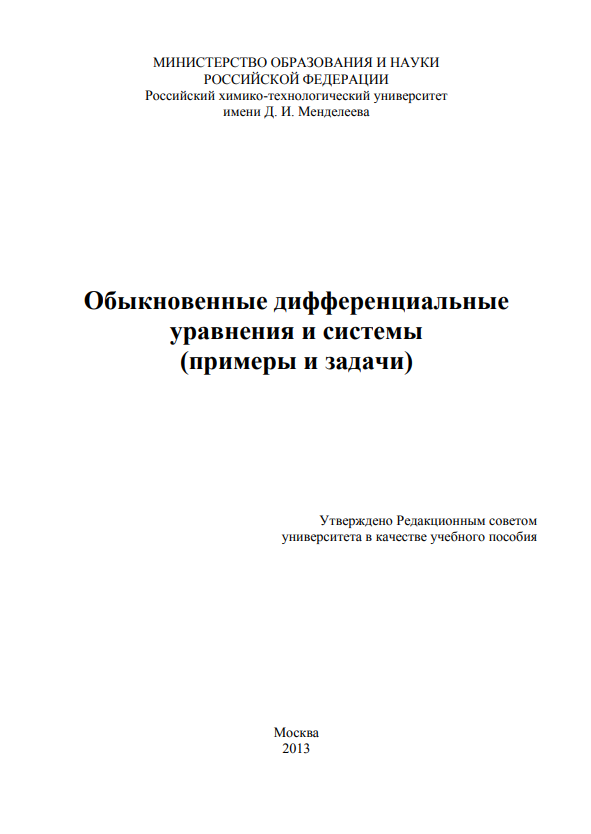 МИНИСТЕРСТВО ОБРАЗОВАНИЯ И НАУКИ
РОССИЙСКОЙ ФЕДЕРАЦИИ
Российский химико-технологический университет
имени Д. И. Менделеева
Обыкновенные дифференциальные
уравнения и системы
(примеры и задачи)
Утверждено Редакционным советом
университета в качестве учебного пособия
Москва
2013